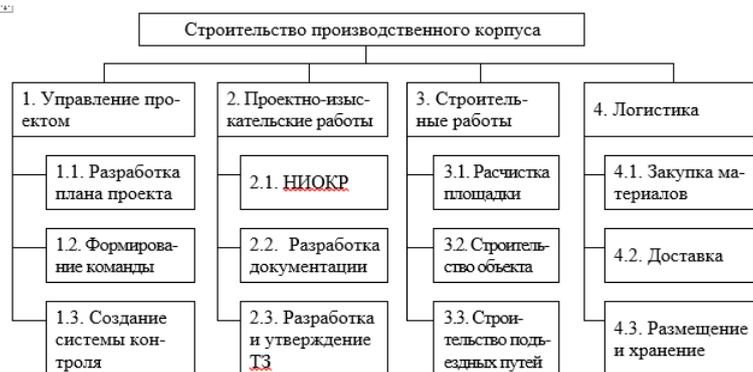 Строительство производственного корпуса
1. Управление про-
ектом
2. Проектно-изыс-
кательские работы
3. Строитель-
ные работы
4. Логистика
1.1. Разработка
плана проекта
2.1. НИОКР
3.1. Расчистка
площадки
4.1. Закупка ма-
териалов
1.2. Формирова-
ние команды
2.2. Разработка
документации
3.2. Строитель-
ство объекта
4.2. Доставка
1.3. Создание
системы кон-
троля
2.3. Разработка
и утверждение
ТЗ
3.3. Строи-
тельство подъ-
ездных путей
4.3. Размещение
и хранение